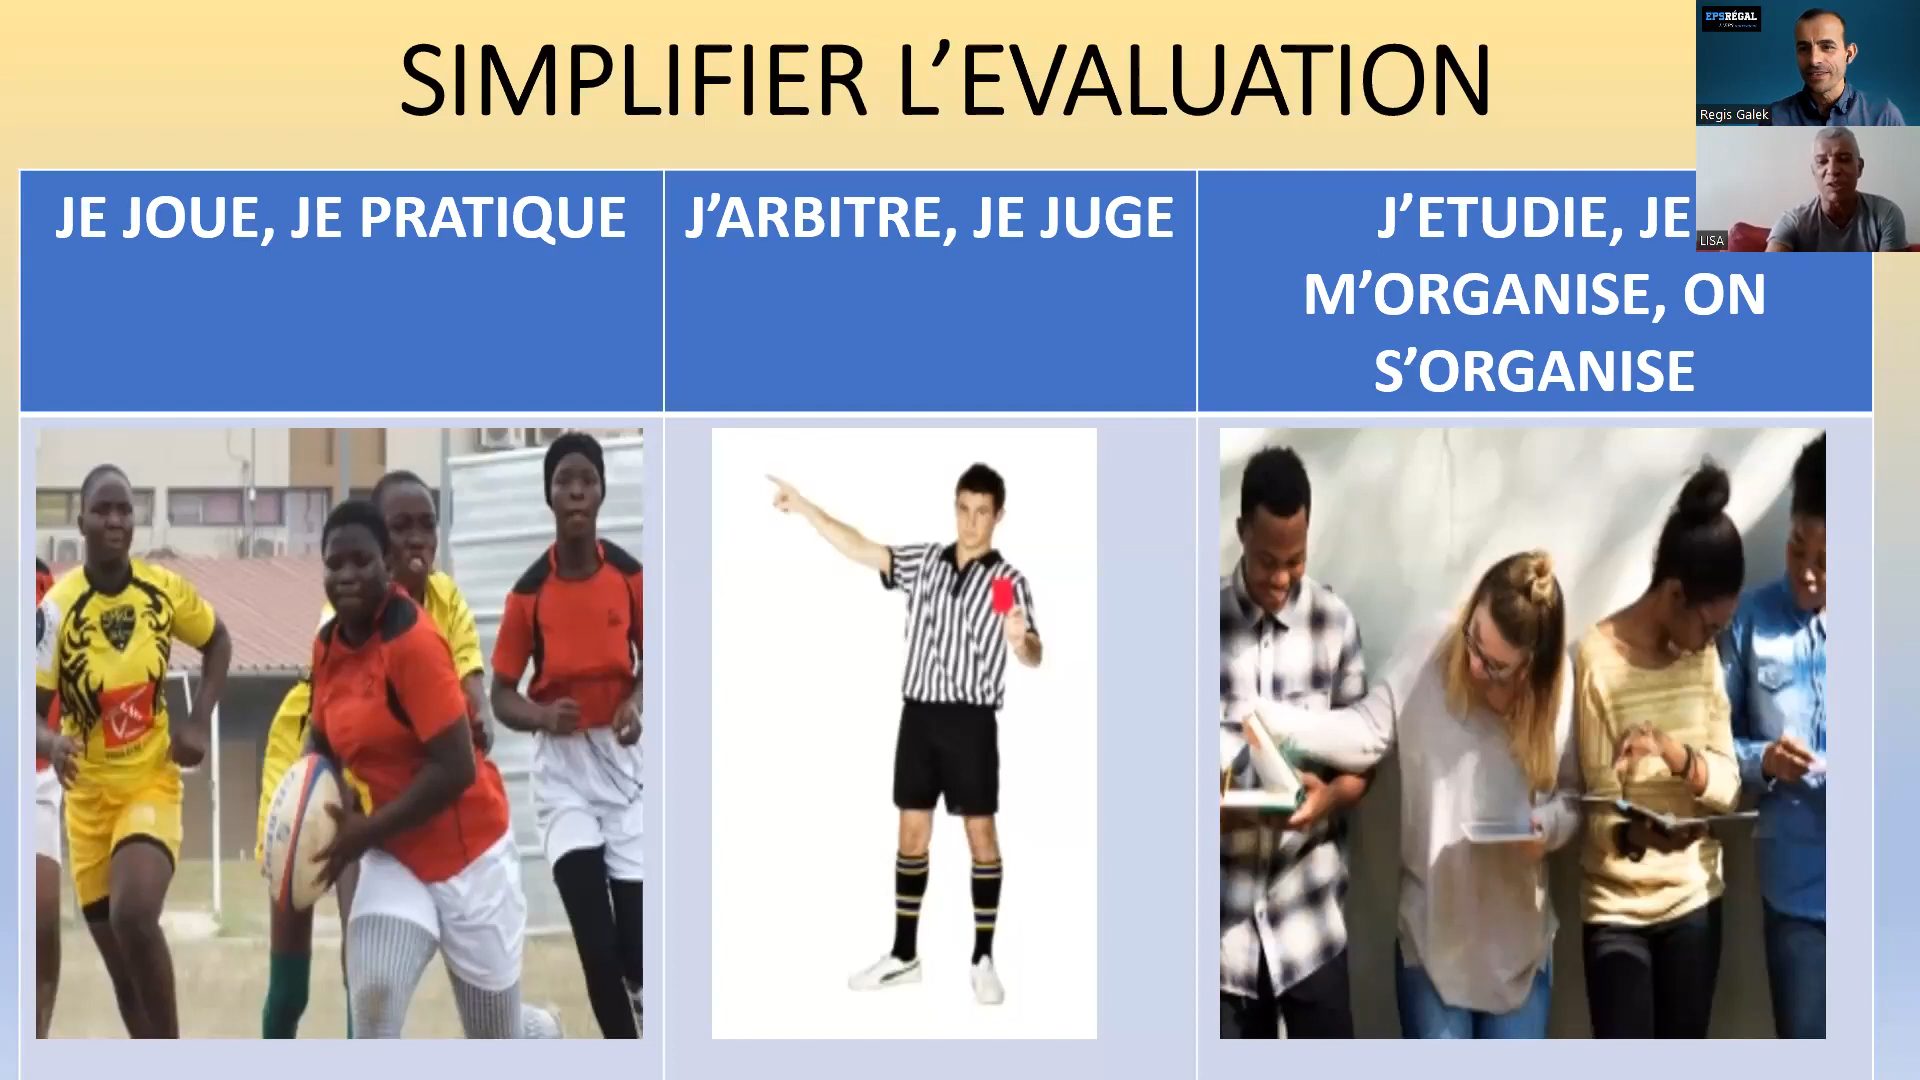 SIMPLIFIER L’EVALUATION
EPSRÉGAL
Regis Galek
LISA
JE JOUE, JE PRATIQUE
J’ARBITRE, JE JUGE
J’ETUDIE, JE
M’ORGANISE, ON
S’ORGANISE